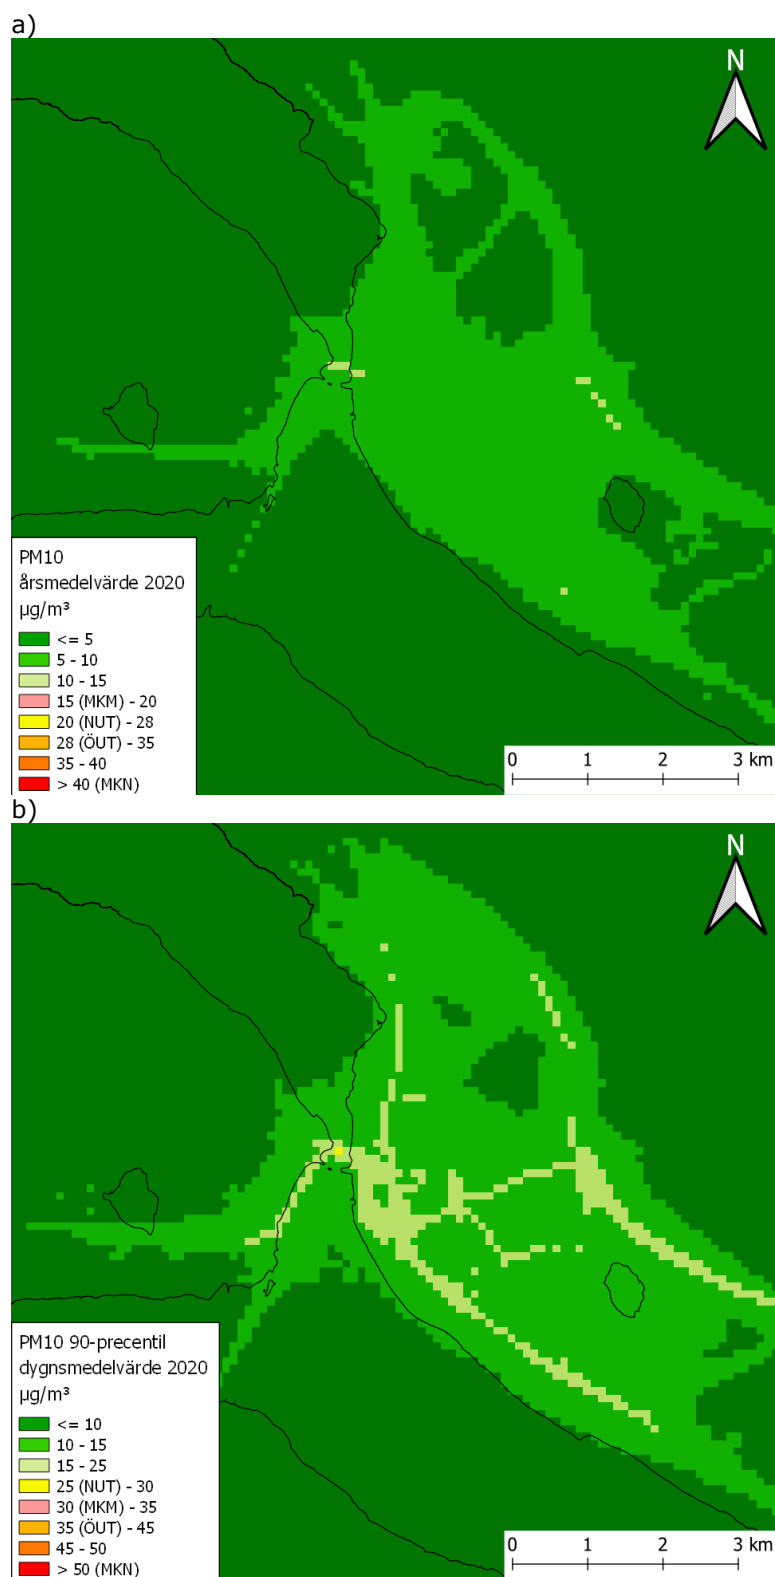 a)
N
PM10
årsmedelvärde 2020
µg/m³
<= 5
5 - 10
10 - 15
15 (MKM) - 20
20 (NUT) - 28
28 (ÖUT) - 35
35 - 40
> 40 (MKN)
0 1 2 3 km
b)
N
PM10 90-precentil
dygnsmedelvärde 2020
µg/m³
<= 10
10 - 15
15 - 25
25 (NUT) - 30
30 (MKM) - 35
35 (ÖUT) - 45
45 - 50
> 50 (MKN)
0 1 2 3 km